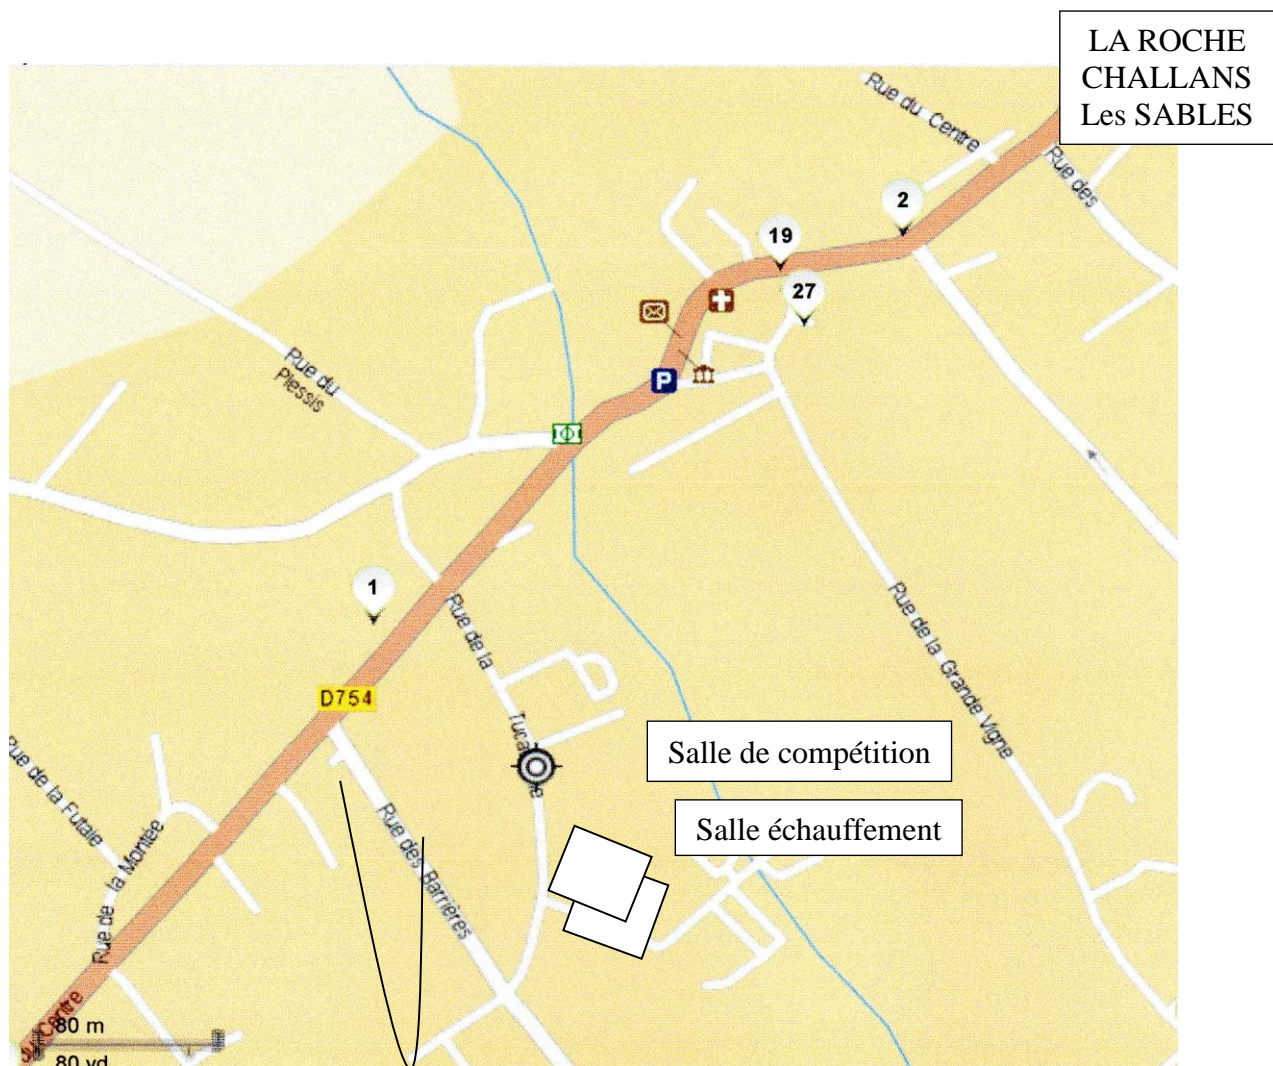 LA ROCHE
CHALLANS
Les SABLES
Rue du Centre
Rue des
2
19
27
Rue du
Plessis
P
1
Rue de la
Tuca
Rue de la Grande Vigne
D754
Salle de compétition
Salle échauffement
Rue de la Futaie
Rue de la Montée
Rue des Barrières
Centre
80 m
80 yd